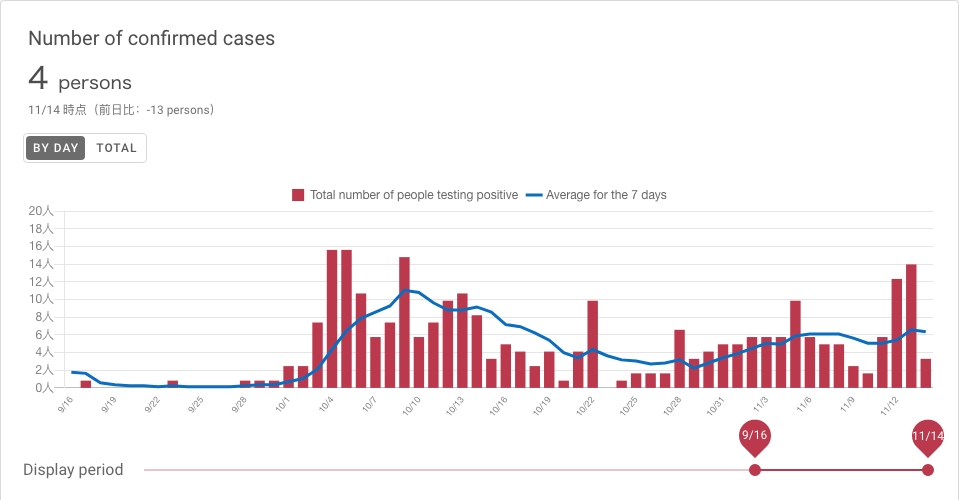 Number of confirmed cases
4 persons
11/14 時点（前日比：-13 persons）
BY DAY TOTAL
Total number of people testing positive Average for the 7 days
20人
18人
16人
14人
12人
10人
8人
6人
4人
2人
0人
9/16 9/19 9/22 9/25 9/28 10/1 10/4 10/7 10/10 10/13 10/16 10/19 10/22 10/25 10/28 10/31 11/3 11/6 11/9 11/12
9/16 11/14
Display period